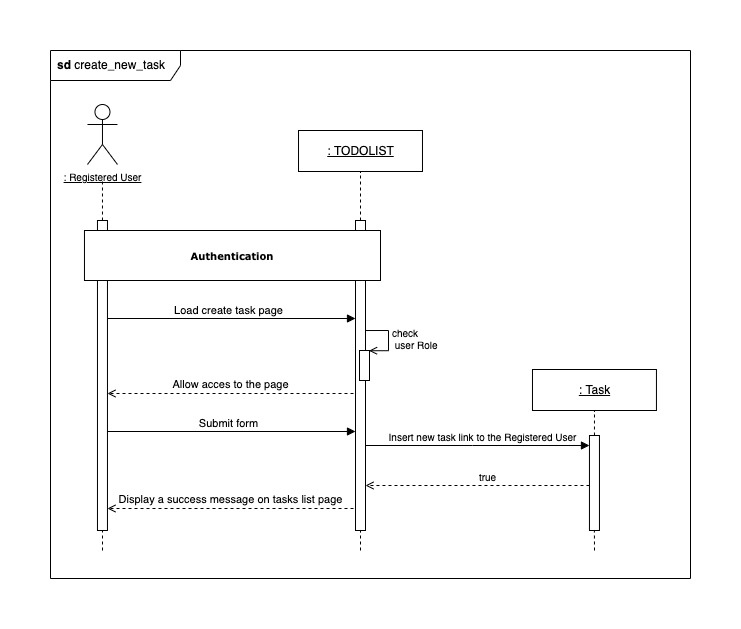 sd create_new_task
: Registered User
: TODOLIST
Authentication
Load create task page
check
user Role
Allow acces to the page
: Task
Submit form
Insert new task link to the Registered User
true
Display a success message on tasks list page